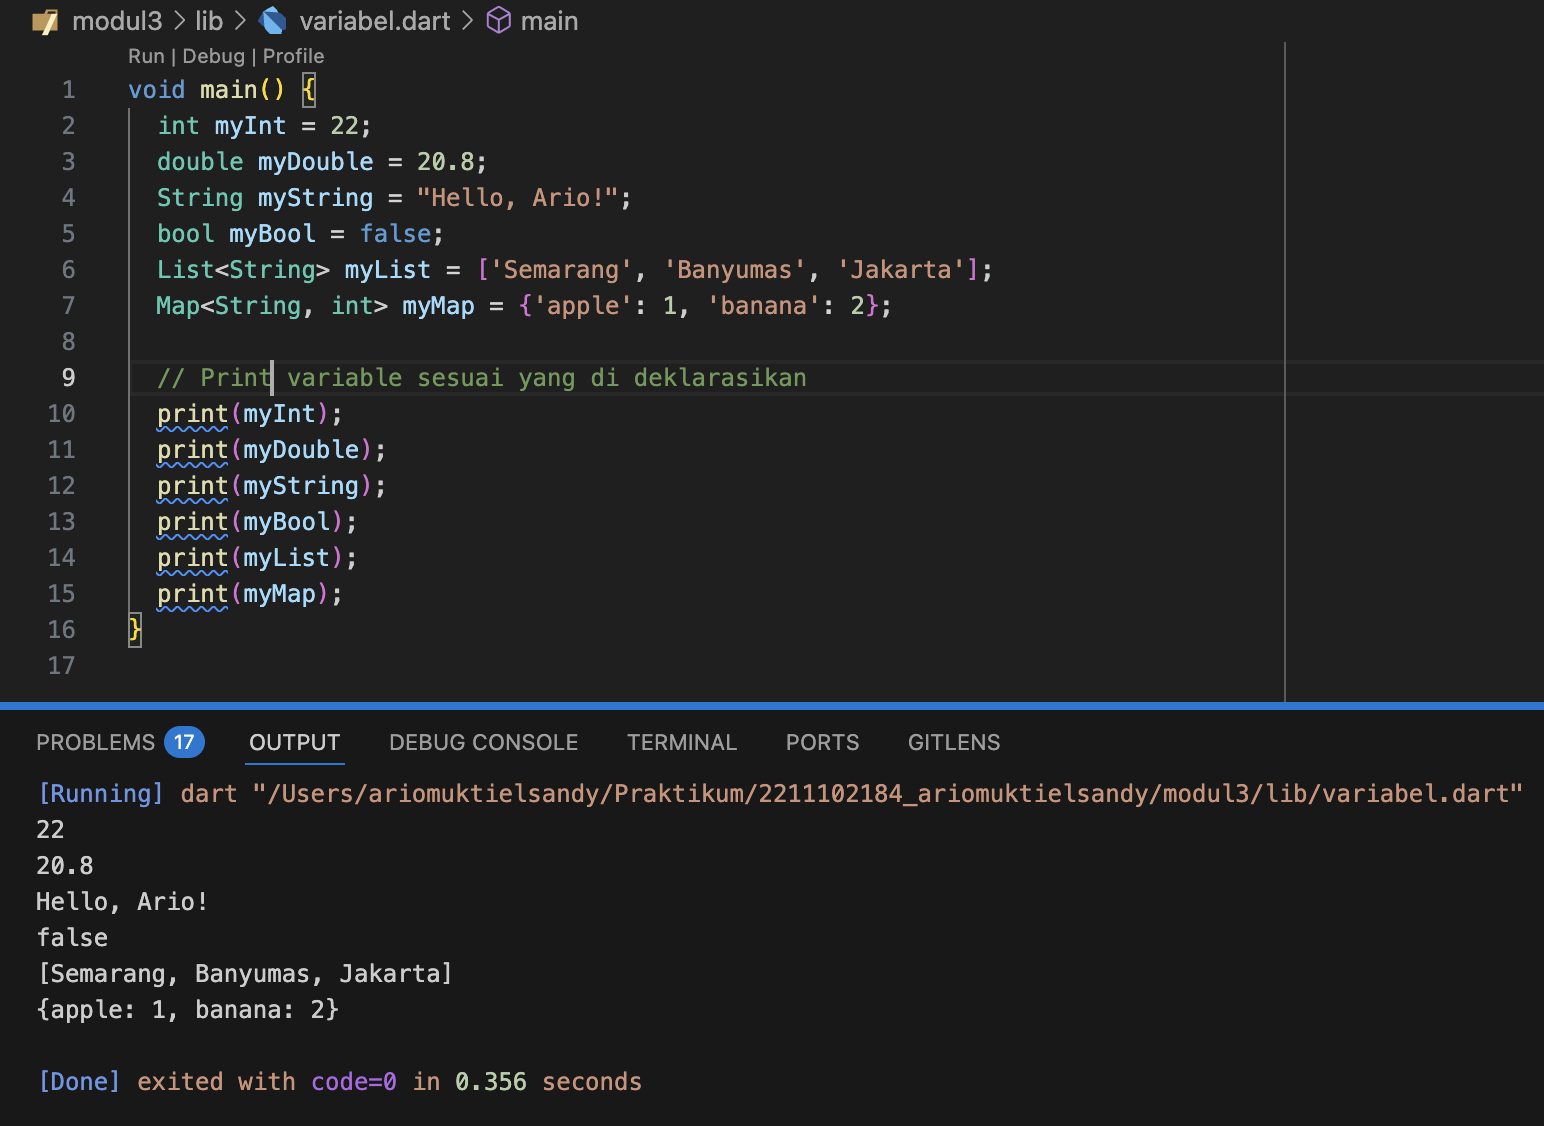 modul3 > lib > variabel.dart > main
Run | Debug | Profile
1 void main() {
2   int myInt = 22;
3   double myDouble = 20.8;
4   String myString = "Hello, Ario!";
5   bool myBool = false;
6   List<String> myList = ['Semarang', 'Banyumas', 'Jakarta'];
7   Map<String, int> myMap = {'apple': 1, 'banana': 2};
8
9   // Print variable sesuai yang di deklarasikan
10   print(myInt);
11   print(myDouble);
12   print(myString);
13   print(myBool);
14   print(myList);
15   print(myMap);
16 }
17
PROBLEMS 17 OUTPUT DEBUG CONSOLE TERMINAL PORTS GITLENS
[Running] dart "/Users/ariomuktielsandy/Praktikum/2211102184_ariomuktielsandy/modul3/lib/variabel.dart"
22
20.8
Hello, Ario!
false
[Semarang, Banyumas, Jakarta]
{apple: 1, banana: 2}
[Done] exited with code=0 in 0.356 seconds